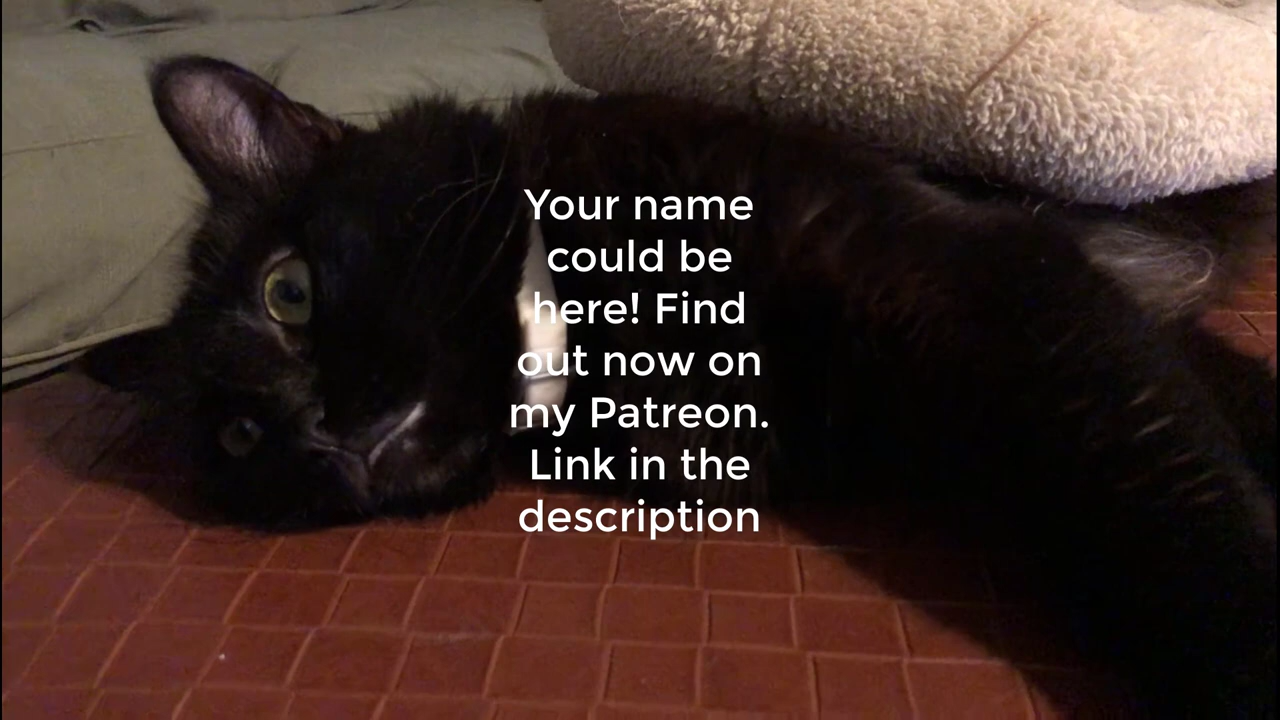 Your name
could be
here! Find
out now on
my Patreon.
Link in the
description